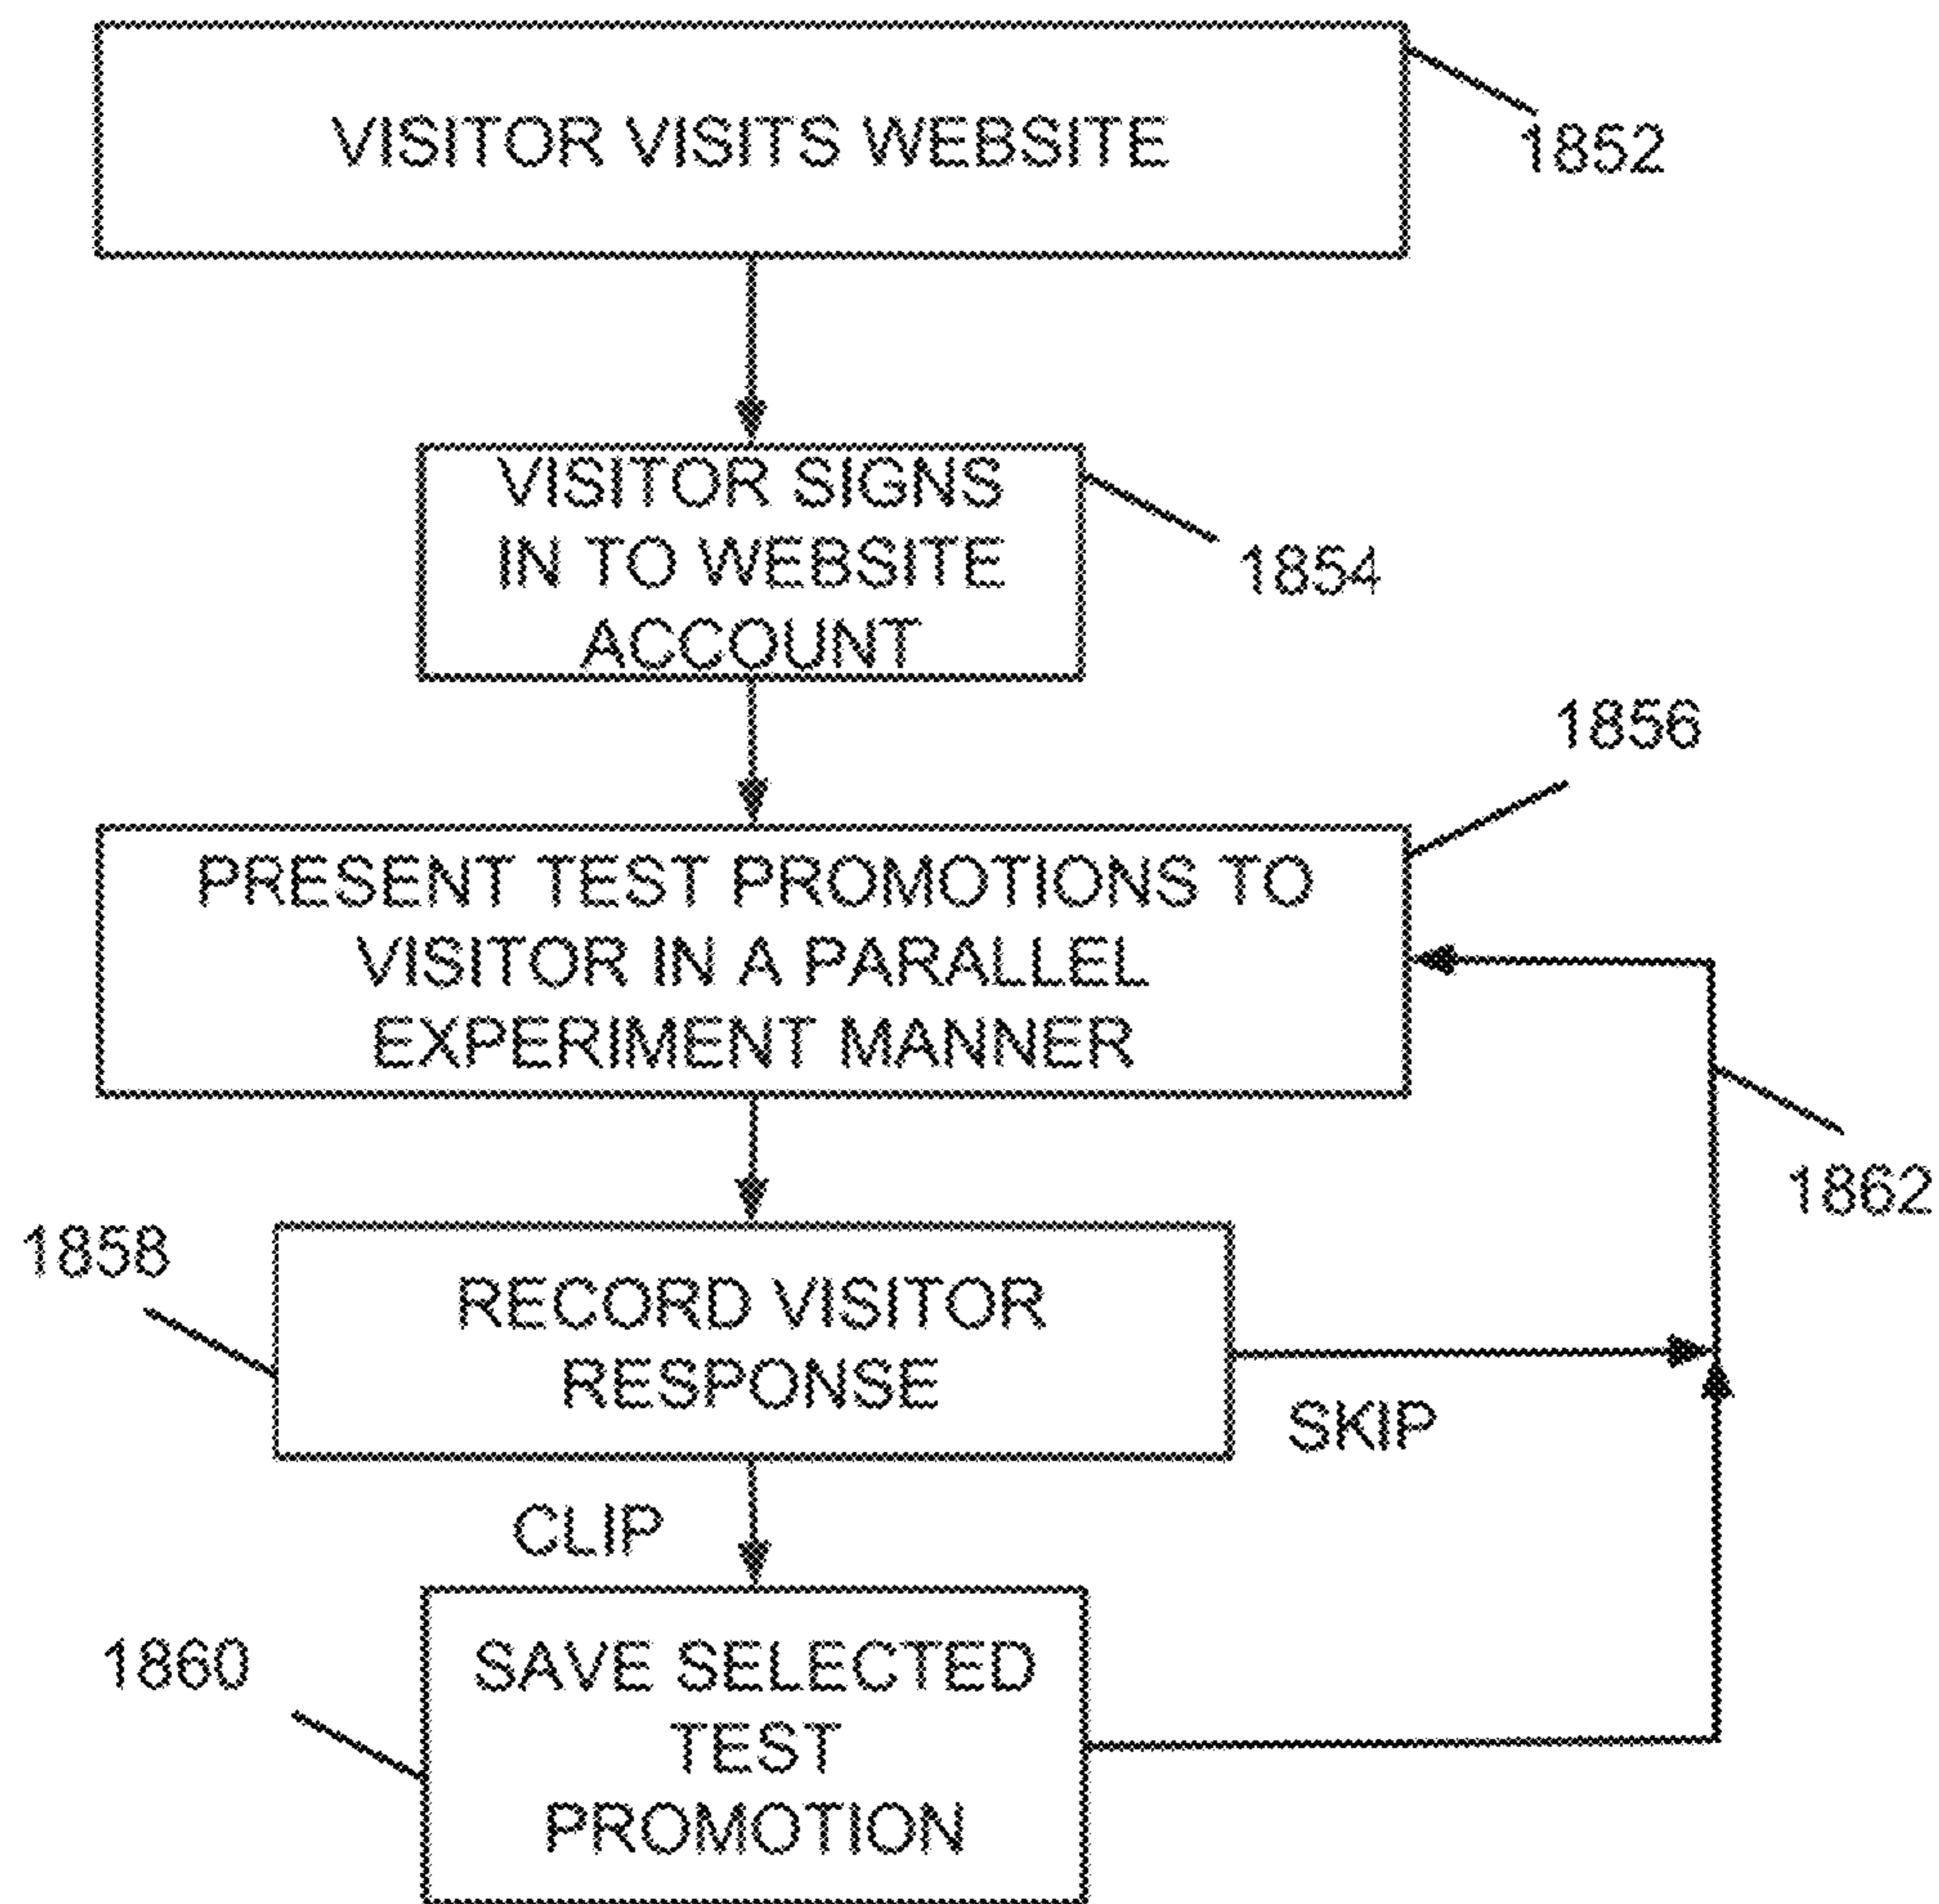 VISITOR VISITS WEBSITE
1852
VISITOR SIGNS
IN TO WEBSITE
ACCOUNT
1854
1856
PRESENT TEST PROMOTIONS TO
VISITOR IN A PARALLEL
EXPERIMENT MANNER
1862
1858
RECORD VISITOR
RESPONSE
SKIP
CLIP
1860
SAVE SELECTED
TEST
PROMOTION